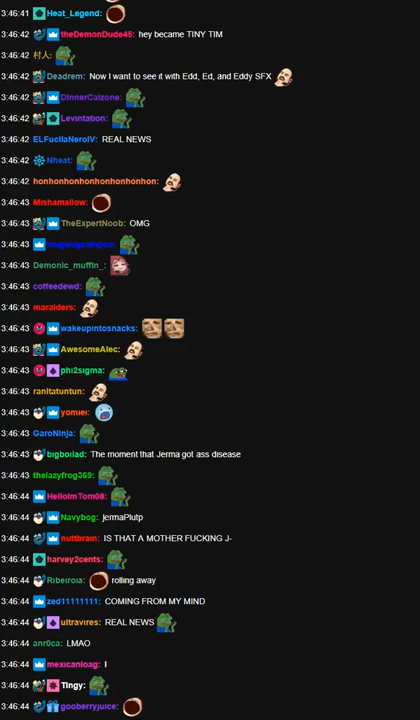 3:46:41 Heat_Legend:
3:46:42 theDemonDude45: hey became TINY TIM
3:46:42 村人:
3:46:42 Deadrem: Now I want to see it with Edd, Ed, and Eddy SFX
3:46:42 DinnerCalzone:
3:46:42 Levintation:
3:46:42 ELFucilaNerolV: REAL NEWS
3:46:42 Nheat:
3:46:42 honhonhonhonhonhonhonhon:
3:46:43 Mishamallow:
3:46:43 TheExpertNoob: OMG
3:46:43
3:46:43 Demonic_muffin_:
3:46:43 coffeedewd:
3:46:43 maraiders:
3:46:43 wakeupintosnacks:
3:46:43 AwesomeAlec:
3:46:43 phi2sigma:
3:46:43 ranitatuntun:
3:46:43 yomiei:
3:46:43 GaroNinja:
3:46:43 bigboilad: The moment that Jerma got ass disease
3:46:43 thelazyfrog369:
3:46:44 HelloImTom08:
3:46:44 Navybog: jermaPlutp
3:46:44 nuttbrain: IS THAT A MOTHER FUCKING J-
3:46:44 harvey2cents:
3:46:44 Ribeiroia: rolling away
3:46:44 zed11111111: COMING FROM MY MIND
3:46:44 ultravires: REAL NEWS
3:46:44 anr0ca: LMAO
3:46:44 mexicanloag: I
3:46:44 Tingy:
3:46:44 gooberryjuice: